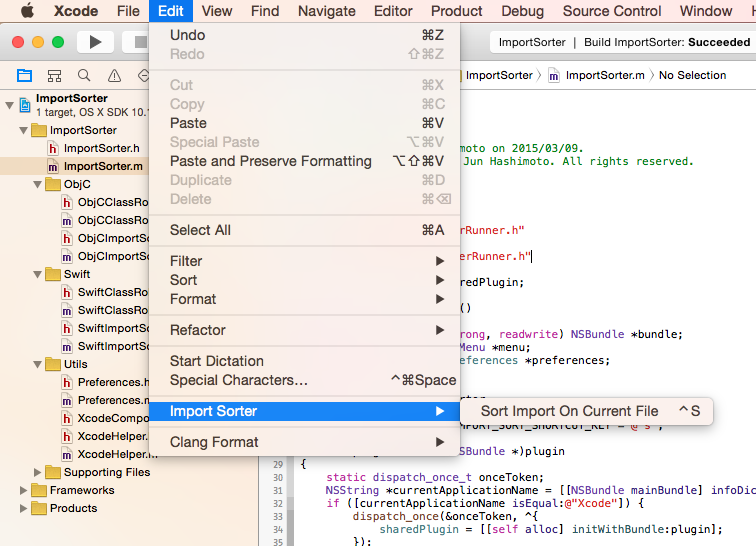 Xcode File Edit View Find Navigate Editor Product Debug Source Control Window
ImportSorter | Build ImportSorter: Succeeded
ImportSorter 〉 m ImportSorter.m 〉 No Selection
ImportSorter
1 target, OS X SDK 10.
ImportSorter
h ImportSorter.h
m ImportSorter.m
ObjC
h ObjCClassRo
m ObjCClassRo
h ObjCImportSo
m ObjCImportSo
Swift
h SwiftClassRo
m SwiftClassRo
h SwiftImportSo
m SwiftImportSo
Utils
h Preferences.h
m Preferences.m
m XcodeCompo
h XcodeHelper.
m XcodeHelper.m
Supporting Files
Frameworks
Products
Undo ⌘Z
Redo ⇧⌘Z
Cut ⌘X
Copy ⌘C
Paste ⌘V
Special Paste ⌥⌘V
Paste and Preserve Formatting ⌥⇧⌘V
Duplicate ⌘D
Delete ⌘⌫
Select All ⌘A
Filter
Sort
Format
Refactor
Start Dictation
Special Characters... ^⌘Space
Import Sorter
Clang Format
Sort Import On Current File ^S
moto on 2015/03/09.
Jun Hashimoto. All rights reserved.
erRunner.h"
erRunner.h"
redPlugin;
()
rong, readwrite) NSBundle *bundle;
Menu *menu;
eferences *preferences;
SBundle *)plugin
29
30 {
31 static dispatch_once_t onceToken;
31 NSString *currentApplicationName = [[NSBundle mainBundle] infoDic
32 if ([currentApplicationName isEqual:@"Xcode"]) {
33 dispatch_once(&onceToken, ^{
34 sharedPlugin = [[self alloc] initWithBundle:plugin];
35 });